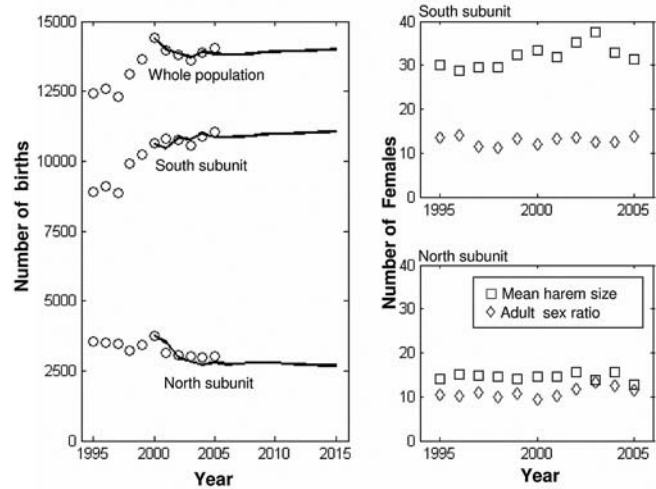 15000
12500
10000
7500
5000
2500
0
1995
2000
2005
2010
2015
Number of births
Year
Whole population
South subunit
North subunit
South subunit
40
30
20
10
0
1995
2000
2005
Number of Females
North subunit
40
30
20
10
0
Mean harem size
Adult sex ratio
1995
2000
2005
Year